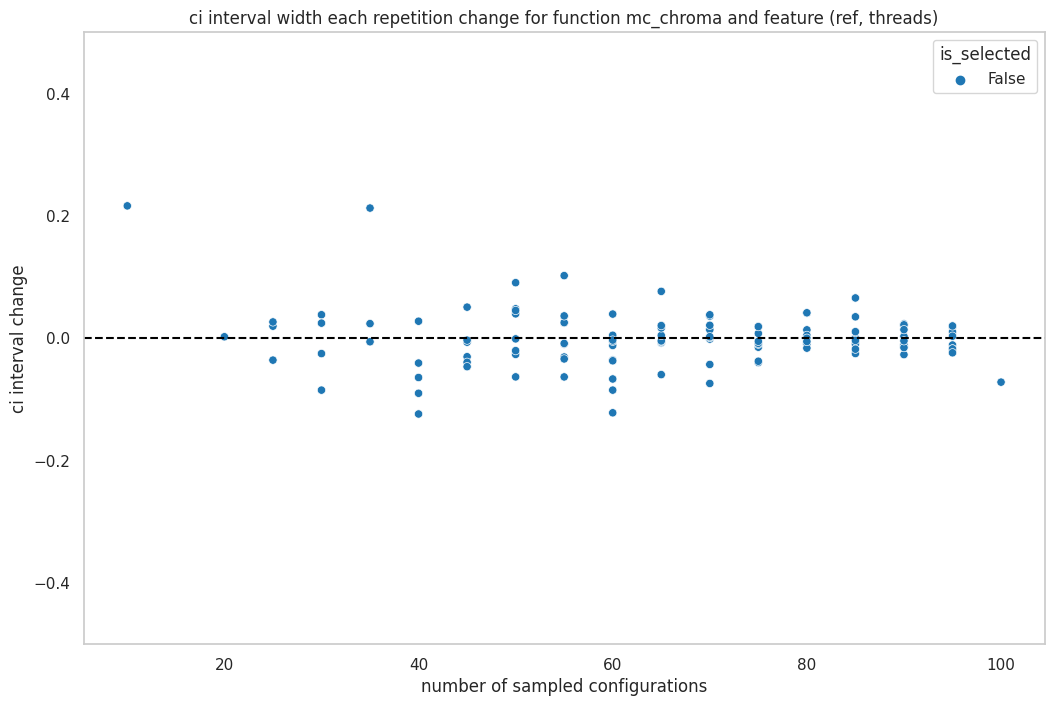 ci interval width each repetition change for function mc_chroma and feature (ref, threads)
is_selected
False
ci interval change
0.4
0.2
0.0
−0.2
−0.4
20
40
60
80
100
number of sampled configurations